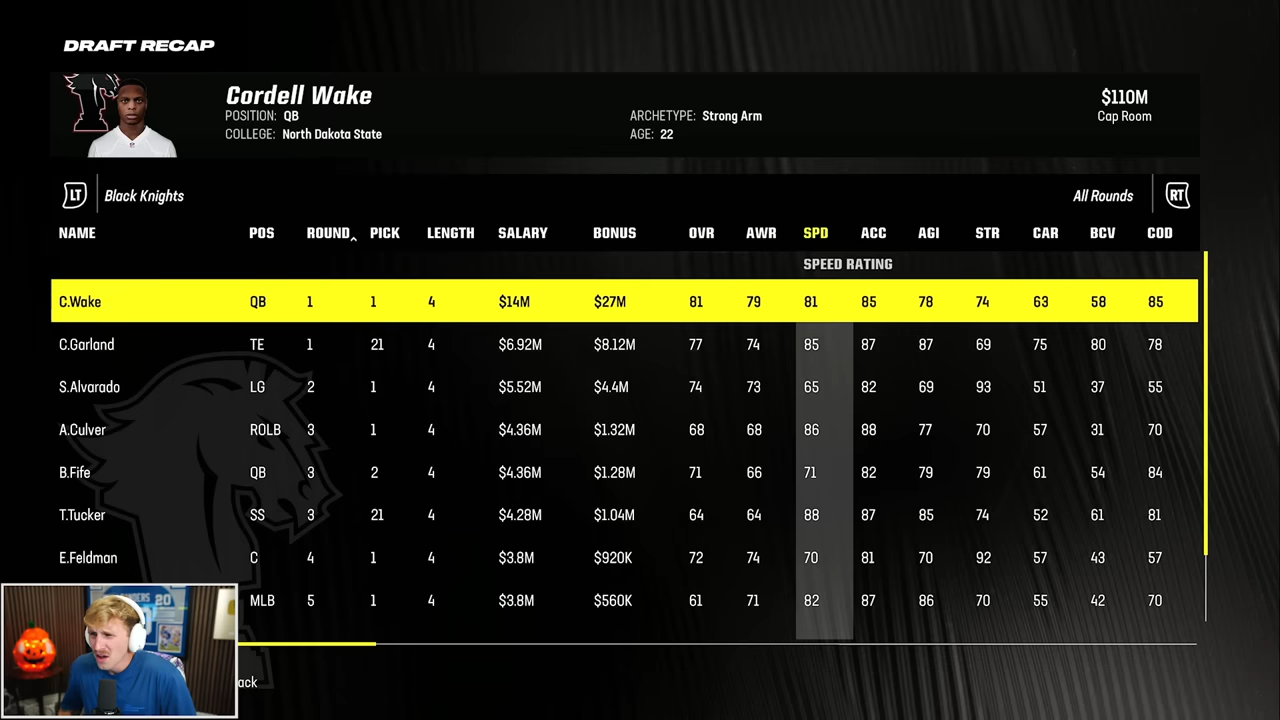 DRAFT RECAP
Cordell Wake
POSITION: QB
COLLEGE: North Dakota State
ARCHETYPE: Strong Arm
AGE: 22
$110M
Cap Room
LT Black Knights
All Rounds RT
NAME POS ROUND PICK LENGTH SALARY BONUS OVR AWR SPD ACC AGI STR CAR BCV COD
SPEED RATING
C.Wake QB 1 1 4 $14M $27M 81 79 81 85 78 74 63 58 85
C.Garland TE 1 21 4 $6.92M $8.12M 77 74 85 87 87 69 75 80 78
S.Alvarado LG 2 1 4 $5.52M $4.4M 74 73 65 82 69 93 51 37 55
A.Culver ROLB 3 1 4 $4.36M $1.32M 68 68 86 88 77 70 57 31 70
B.Fife QB 3 2 4 $4.36M $1.28M 71 66 71 82 79 79 61 54 84
T.Tucker SS 3 21 4 $4.28M $1.04M 64 64 88 87 85 74 52 61 81
E.Feldman C 4 1 4 $3.8M $920K 72 74 70 81 70 92 57 43 57
MLB 5 1 4 $3.8M $560K 61 71 82 87 86 70 55 42 70
20
ack